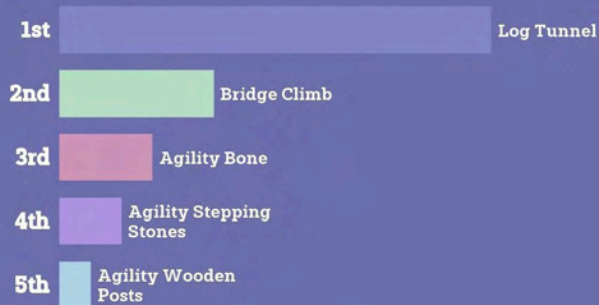 1st
Log Tunnel
2nd
Bridge Climb
3rd
Agility Bone
4th
Agility Stepping
Stones
5th
Agility Wooden
Posts